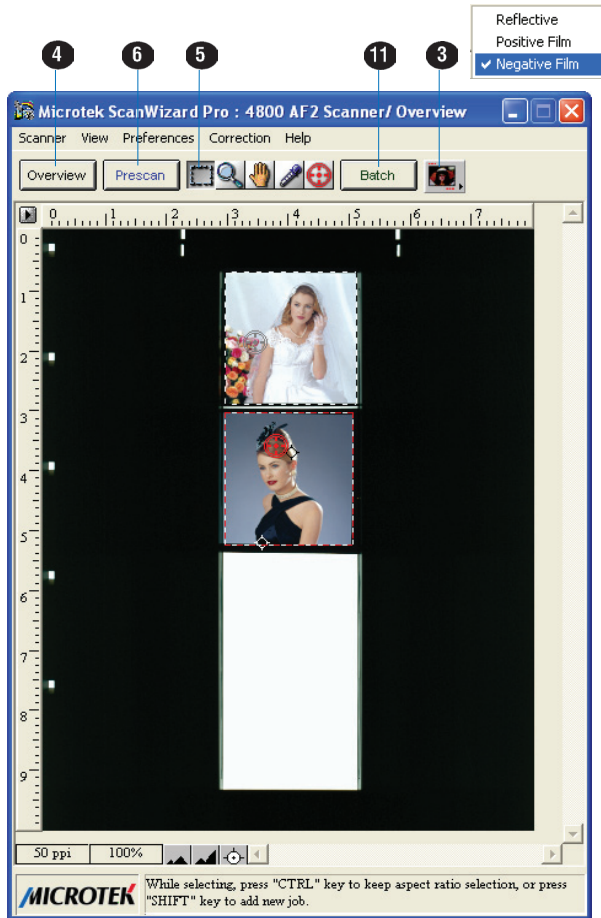 Reflective
Positive Film
✓ Negative Film
4 6 5 11 3
Microtek ScanWizard Pro : 4800 AF2 Scanner/ Overview
Scanner View Preferences Correction Help
Overview Prescan Batch
0 1 2 3 4 5 6 7
0
1
2
3
4
5
6
7
8
9
50 ppi 100%
MICROTEK
While selecting, press "CTRL" key to keep aspect ratio selection, or press
"SHIFT" key to add new job.